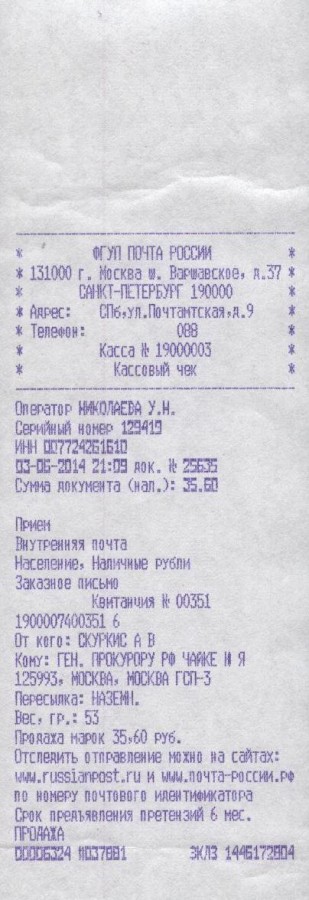 * ФГУП ПОЧТА РОССИИ *
* 131000 г. Москва ш. Варшавское, д.37 *
* САНКТ-ПЕТЕРБУРГ 190000 *
* Адрес: СПб,ул.Почтамтская,д.9 *
* Телефон: 088 *
* Касса № 19000003 *
* Кассовый чек *
Оператор НИКОЛАЕВА У.Н.
Серийный номер 129419
ИНН 007724261610
03-06-2014 21:09 док. № 25635
Сумма документа (нал.): 35.60
Прием
Внутренняя почта
Население, Наличные рубли
Заказное письмо
Квитанция № 00351
1900007400351 6
От кого: СКУРКИС А В
Кому: ГЕН. ПРОКУРОРУ РФ ЧАЙКЕ Ю Я
125993, МОСКВА, МОСКВА ГСП-3
Пересылка: НАЗЕМН.
Вес, гр.: 53
Продажа марок 35,60 руб.
Отследить отправление можно на сайтах:
www.russianpost.ru и www.почта-россии.рф
по номеру почтового идентификатора
Срок предъявления претензий 6 мес.
ПРОДАЖА
00006324 #037881 ЭКЛЗ 1446172804